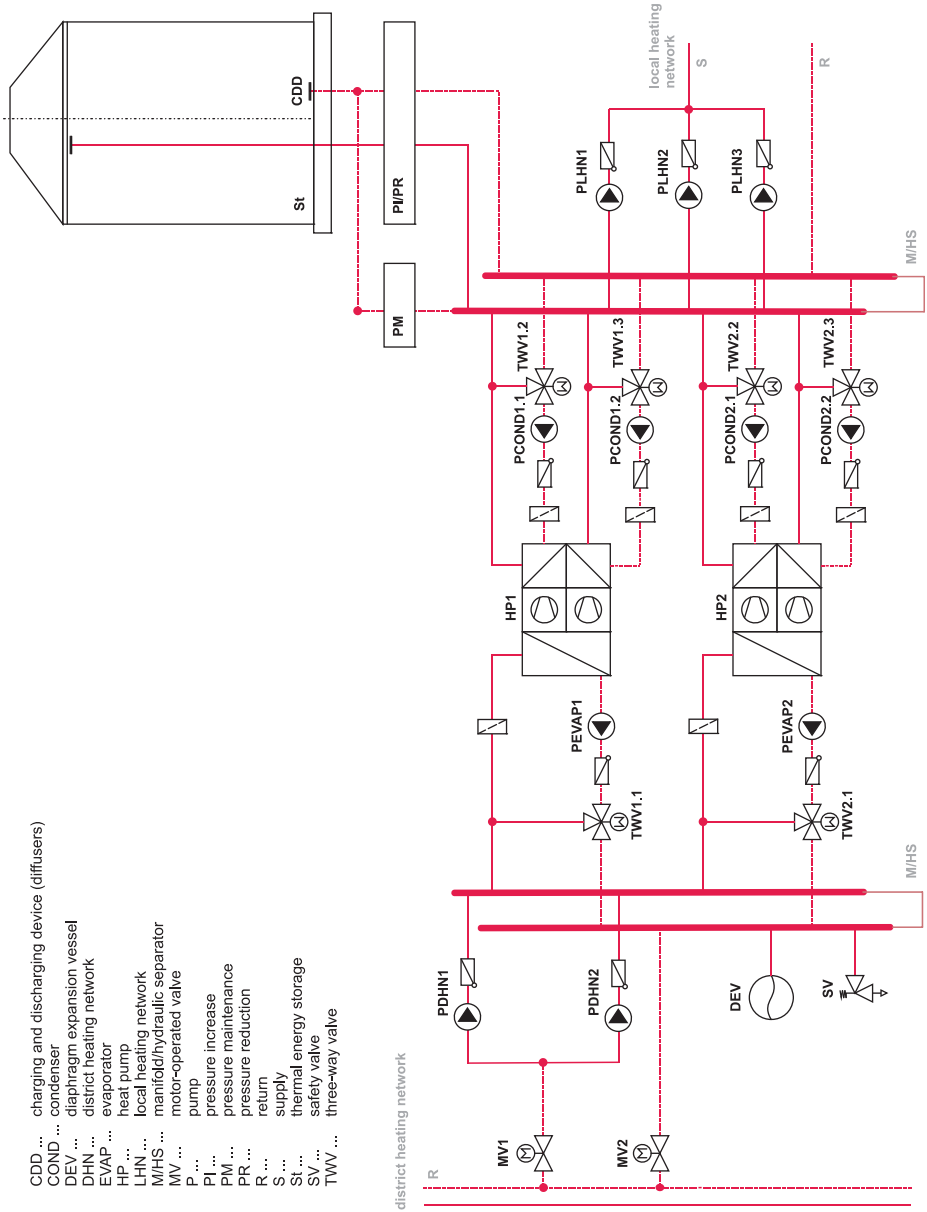 CDD ... charging and discharging device (diffusers)
COND ... condenser
DEV ... diaphragm expansion vessel
DHN ... district heating network
EVAP ... evaporator
HP ... heat pump
LHN ... local heating network
M/HS ... manifold/hydraulic separator
MV ... motor-operated valve
P ... pump
PI ... pressure increase
PM ... pressure maintenance
PR ... pressure reduction
R ... return
S ... supply
St ... thermal energy storage
SV ... safety valve
TWV ... three-way valve
district heating network
R
MV1
M
MV2
M
PDHN1
PDHN2
DEV
SV
M/HS
TWV1.1
M
PEVAP1
TWV2.1
M
PEVAP2
HP1
HP2
PCOND1.1
TWV1.2
M
PCOND1.2
TWV1.3
M
PCOND2.1
TWV2.2
M
PCOND2.2
TWV2.3
M
M/HS
PM
PI/PR
St
CDD
PLHN1
PLHN2
PLHN3
local heating
network
S
R